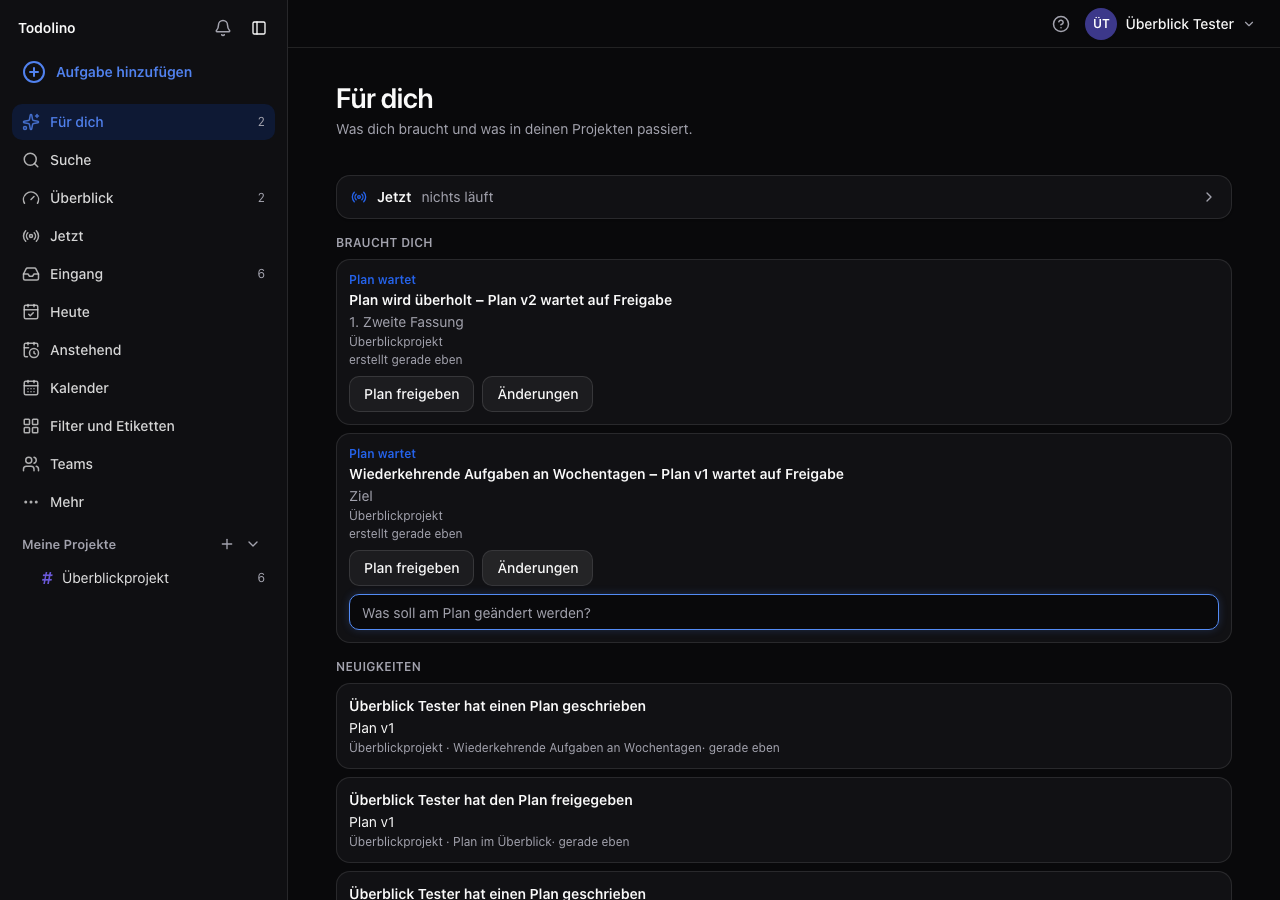 Todolino
Aufgabe hinzufügen
Für dich 2
Suche
Überblick 2
Jetzt
Eingang 6
Heute
Anstehend
Kalender
Filter und Etiketten
Teams
Mehr
Meine Projekte
# Überblickprojekt 6
ÜT Überblick Tester
Für dich
Was dich braucht und was in deinen Projekten passiert.
Jetzt nichts läuft
BRAUCHT DICH
Plan wartet
Plan wird überholt – Plan v2 wartet auf Freigabe
1. Zweite Fassung
Überblickprojekt
erstellt gerade eben
Plan freigeben Änderungen
Plan wartet
Wiederkehrende Aufgaben an Wochentagen – Plan v1 wartet auf Freigabe
Ziel
Überblickprojekt
erstellt gerade eben
Plan freigeben Änderungen
Was soll am Plan geändert werden?
NEUIGKEITEN
Überblick Tester hat einen Plan geschrieben
Plan v1
Überblickprojekt · Wiederkehrende Aufgaben an Wochentagen· gerade eben
Überblick Tester hat den Plan freigegeben
Plan v1
Überblickprojekt · Plan im Überblick· gerade eben
Überblick Tester hat einen Plan geschrieben